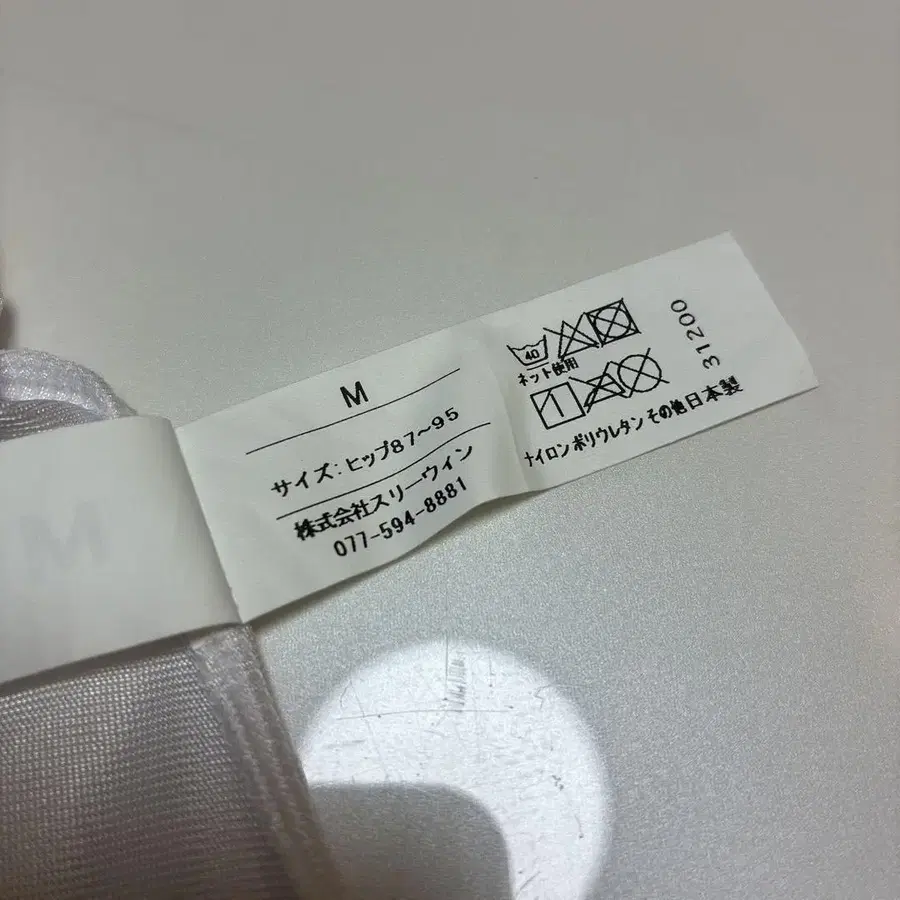 M
サイズ:ヒップ87~95
株式会社スリーウィン
077-594-8881
40
ネット使用
1
ナイロン ポリウレタン その他 日本製
31200
M